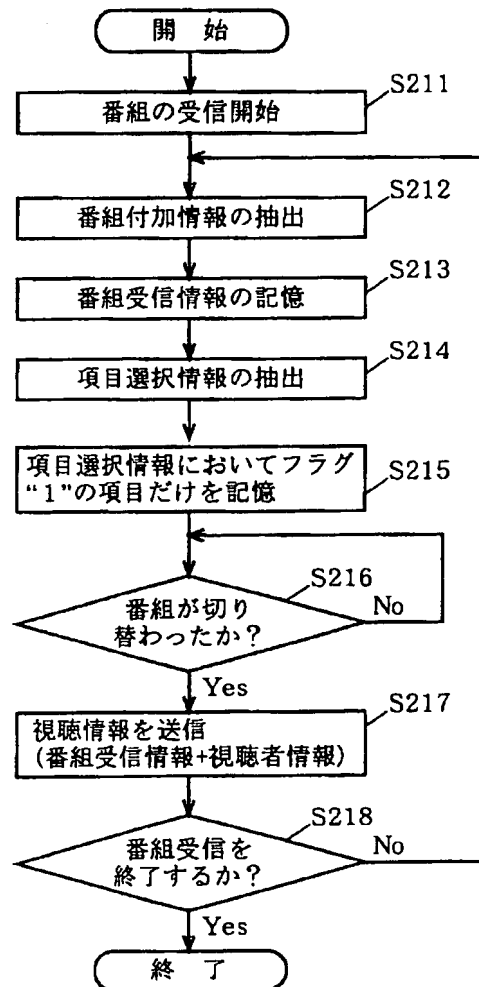 開 始
S211
番組の受信開始
S212
番組付加情報の抽出
S213
番組受信情報の記憶
S214
項目選択情報の抽出
項目選択情報においてフラグ
“1”の項目だけを記憶
S215
S216
番組が切り
替わったか?
No
Yes
S217
視聴情報を送信
(番組受信情報+視聴者情報)
S218
番組受信を
終了するか?
No
Yes
終 了